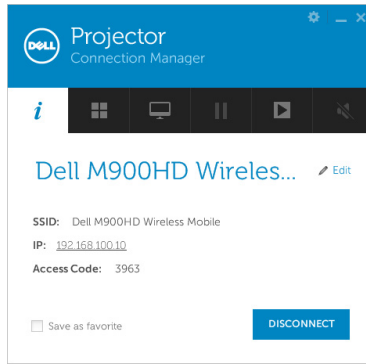 DELL
Projector
Connection Manager
i
Dell M900HD Wireles... Edit
SSID: Dell M900HD Wireless Mobile
IP: 192.168.100.10
Access Code: 3963
Save as favorite
DISCONNECT